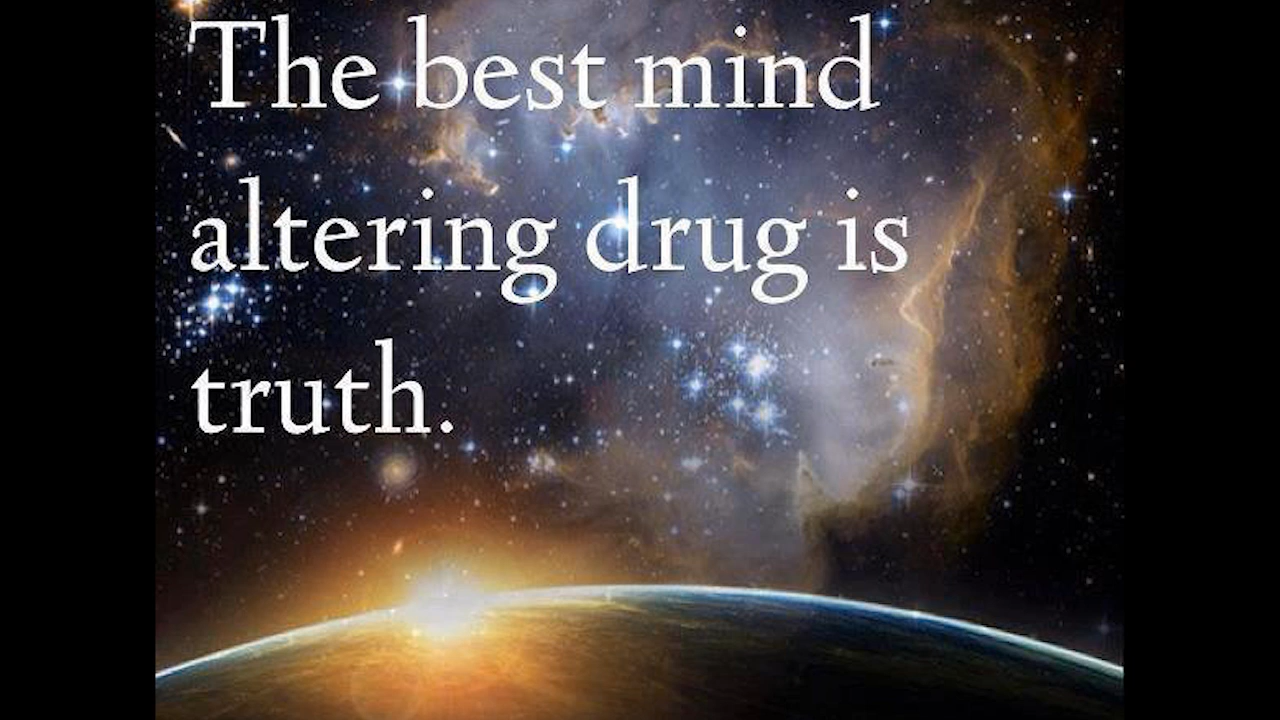 The best mind
altering drug is
truth.